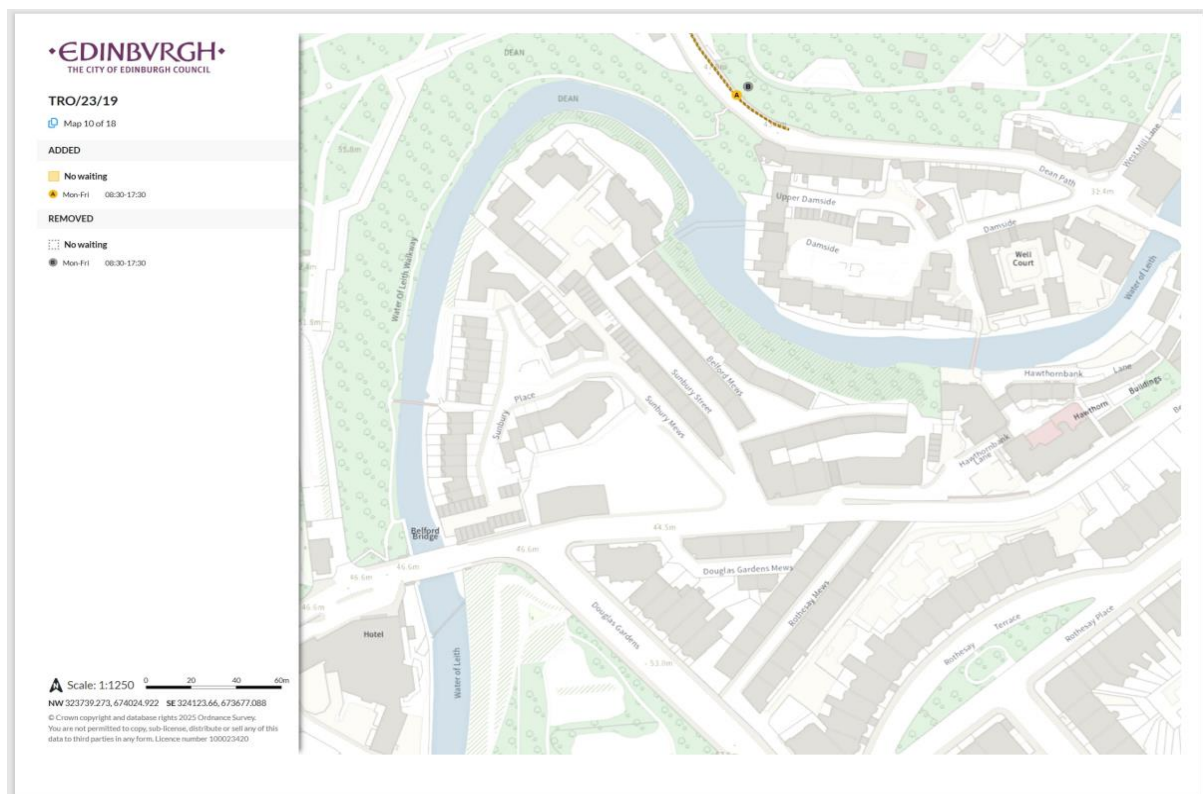 EDINBVRGH
THE CITY OF EDINBURGH COUNCIL
TRO/23/19
Map 10 of 18
ADDED
No waiting
A Mon-Fri 08:30-17:30
REMOVED
No waiting
B Mon-Fri 08:30-17:30
Scale: 1:1250
0 20 40 60m
NW 323739.273, 674024.922 SE 324123.66, 673677.088
© Crown copyright and database rights 2025 Ordnance Survey.
You are not permitted to copy, sub-license, distribute or sell any of this
data to third parties in any form. Licence number 100023420
DEAN
DEAN
A
B
55.8m
West Mill Lane
Dean Path
31.4m
Upper Damside
Damside
Damside
Well
Court
Water of Leith
Water Of Leith Walkway
51.8m
Belford Mews
Sunbury Street
Sunbury Mews
Sunbury
Place
Hawthornbank
Lane
Hawthorn
Buildings
Hawthornbank
Lane
Belford
Bridge
44.5m
46.6m
46.6m
46.6m
46.6m
Douglas Gardens Mews
Douglas Gardens
Rothesay Mews
53.0m
Hotel
Water of Leith
Rothesay
Terrace
Rothesay Place